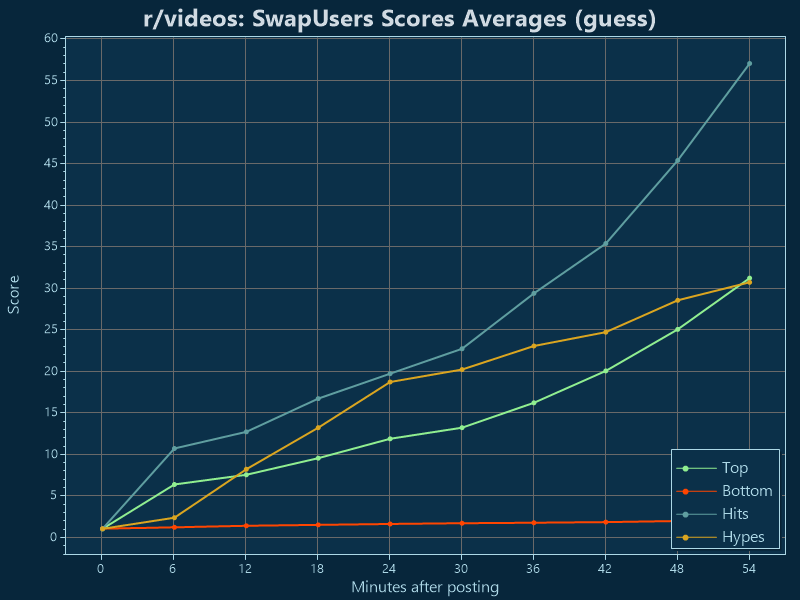 r/videos: SwapUsers Scores Averages (guess)
60
55
50
45
40
35
30
25
20
15
10
5
0
Score
Top
Bottom
Hits
Hypes
0 6 12 18 24 30 36 42 48 54
Minutes after posting